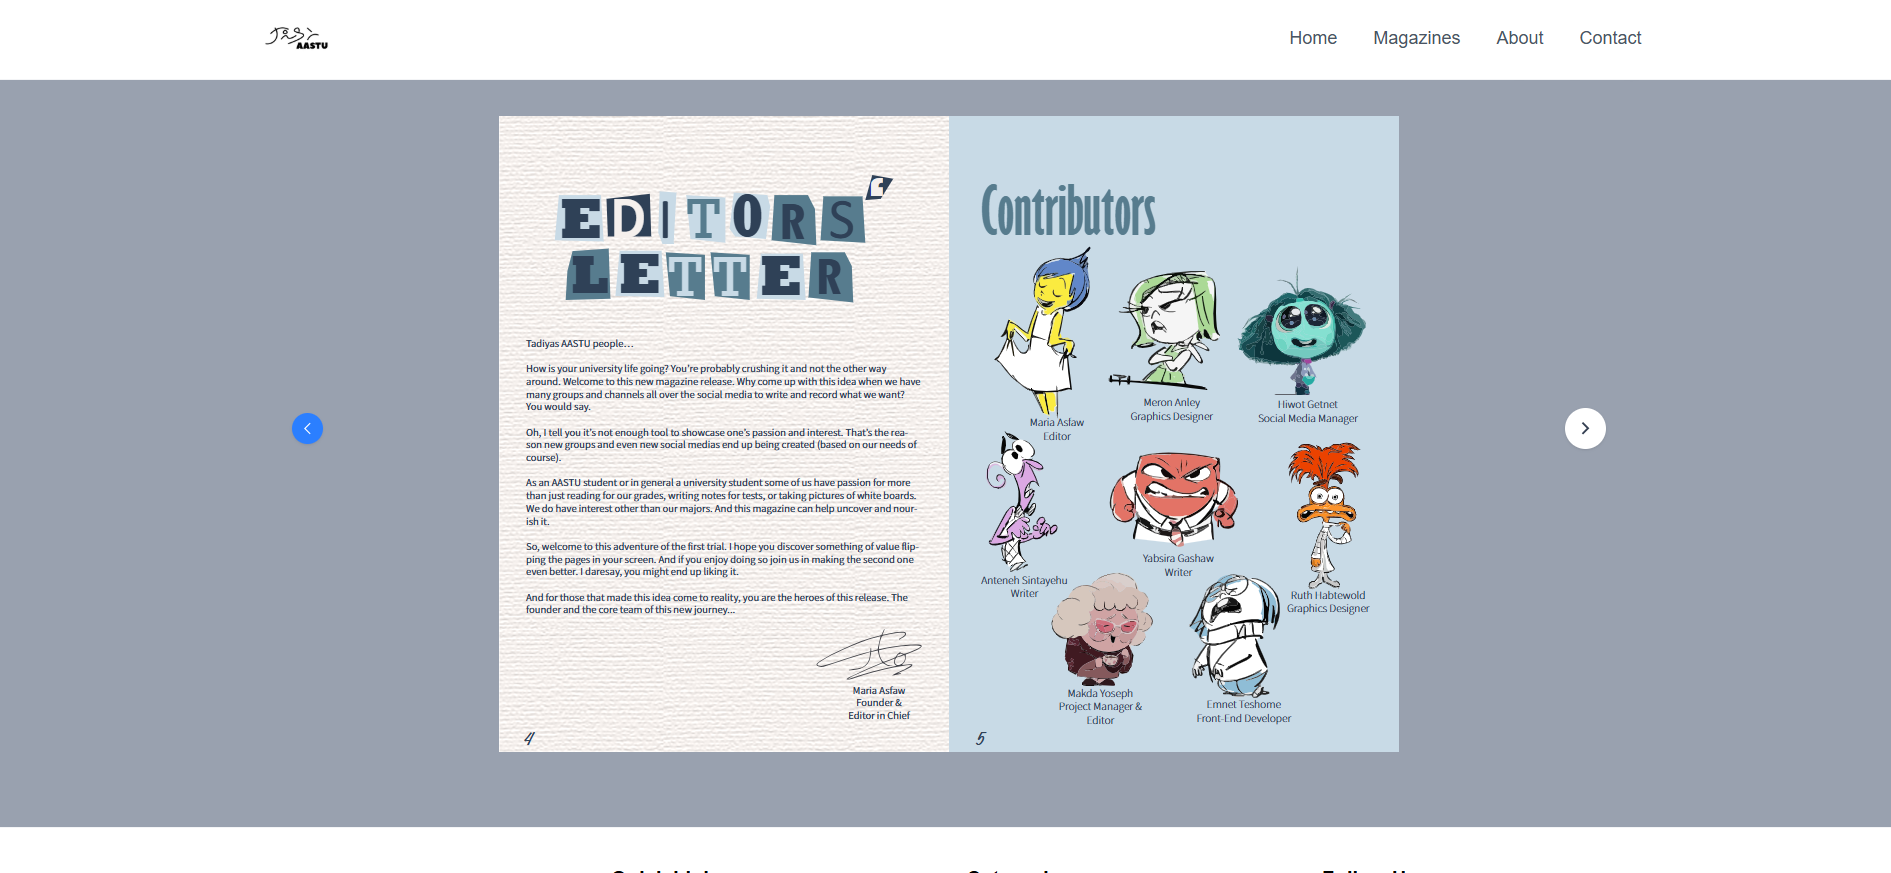 AASTU
Home
Magazines
About
Contact
EDITORS'
LETTER
Tadiyas AASTU people…
How is your university life going? You're probably crushing it and not the other way
around. Welcome to this new magazine release. Why come up with this idea when we have
many groups and channels all over the social media to write and record what we want?
You would say.
Oh, I tell you it's not enough tool to showcase one's passion and interest. That's the rea-
son new groups and even new social medias end up being created (based on our needs of
course).
As an AASTU student or in general a university student some of us have passion for more
than just reading for our grades, writing notes for tests, or taking pictures of white boards.
We do have interest other than our majors. And this magazine can help uncover and nour-
ish it.
So, welcome to this adventure of the first trial. I hope you discover something of value flip-
ping the pages in your screen. And if you enjoy doing so join us in making the second one
even better. I daresay, you might end up liking it.
And for those that made this idea come to reality, you are the heroes of this release. The
founder and the core team of this new journey...
Maria Asfaw
Founder &
Editor in Chief
4
Contributors
Maria Asfaw
Editor
Meron Anley
Graphics Designer
Hiwot Getnet
Social Media Manager
Anteneh Sintayehu
Writer
Yabsira Gashaw
Writer
Ruth Habtewold
Graphics Designer
Makda Yoseph
Project Manager &
Editor
Emnet Teshome
Front-End Developer
5